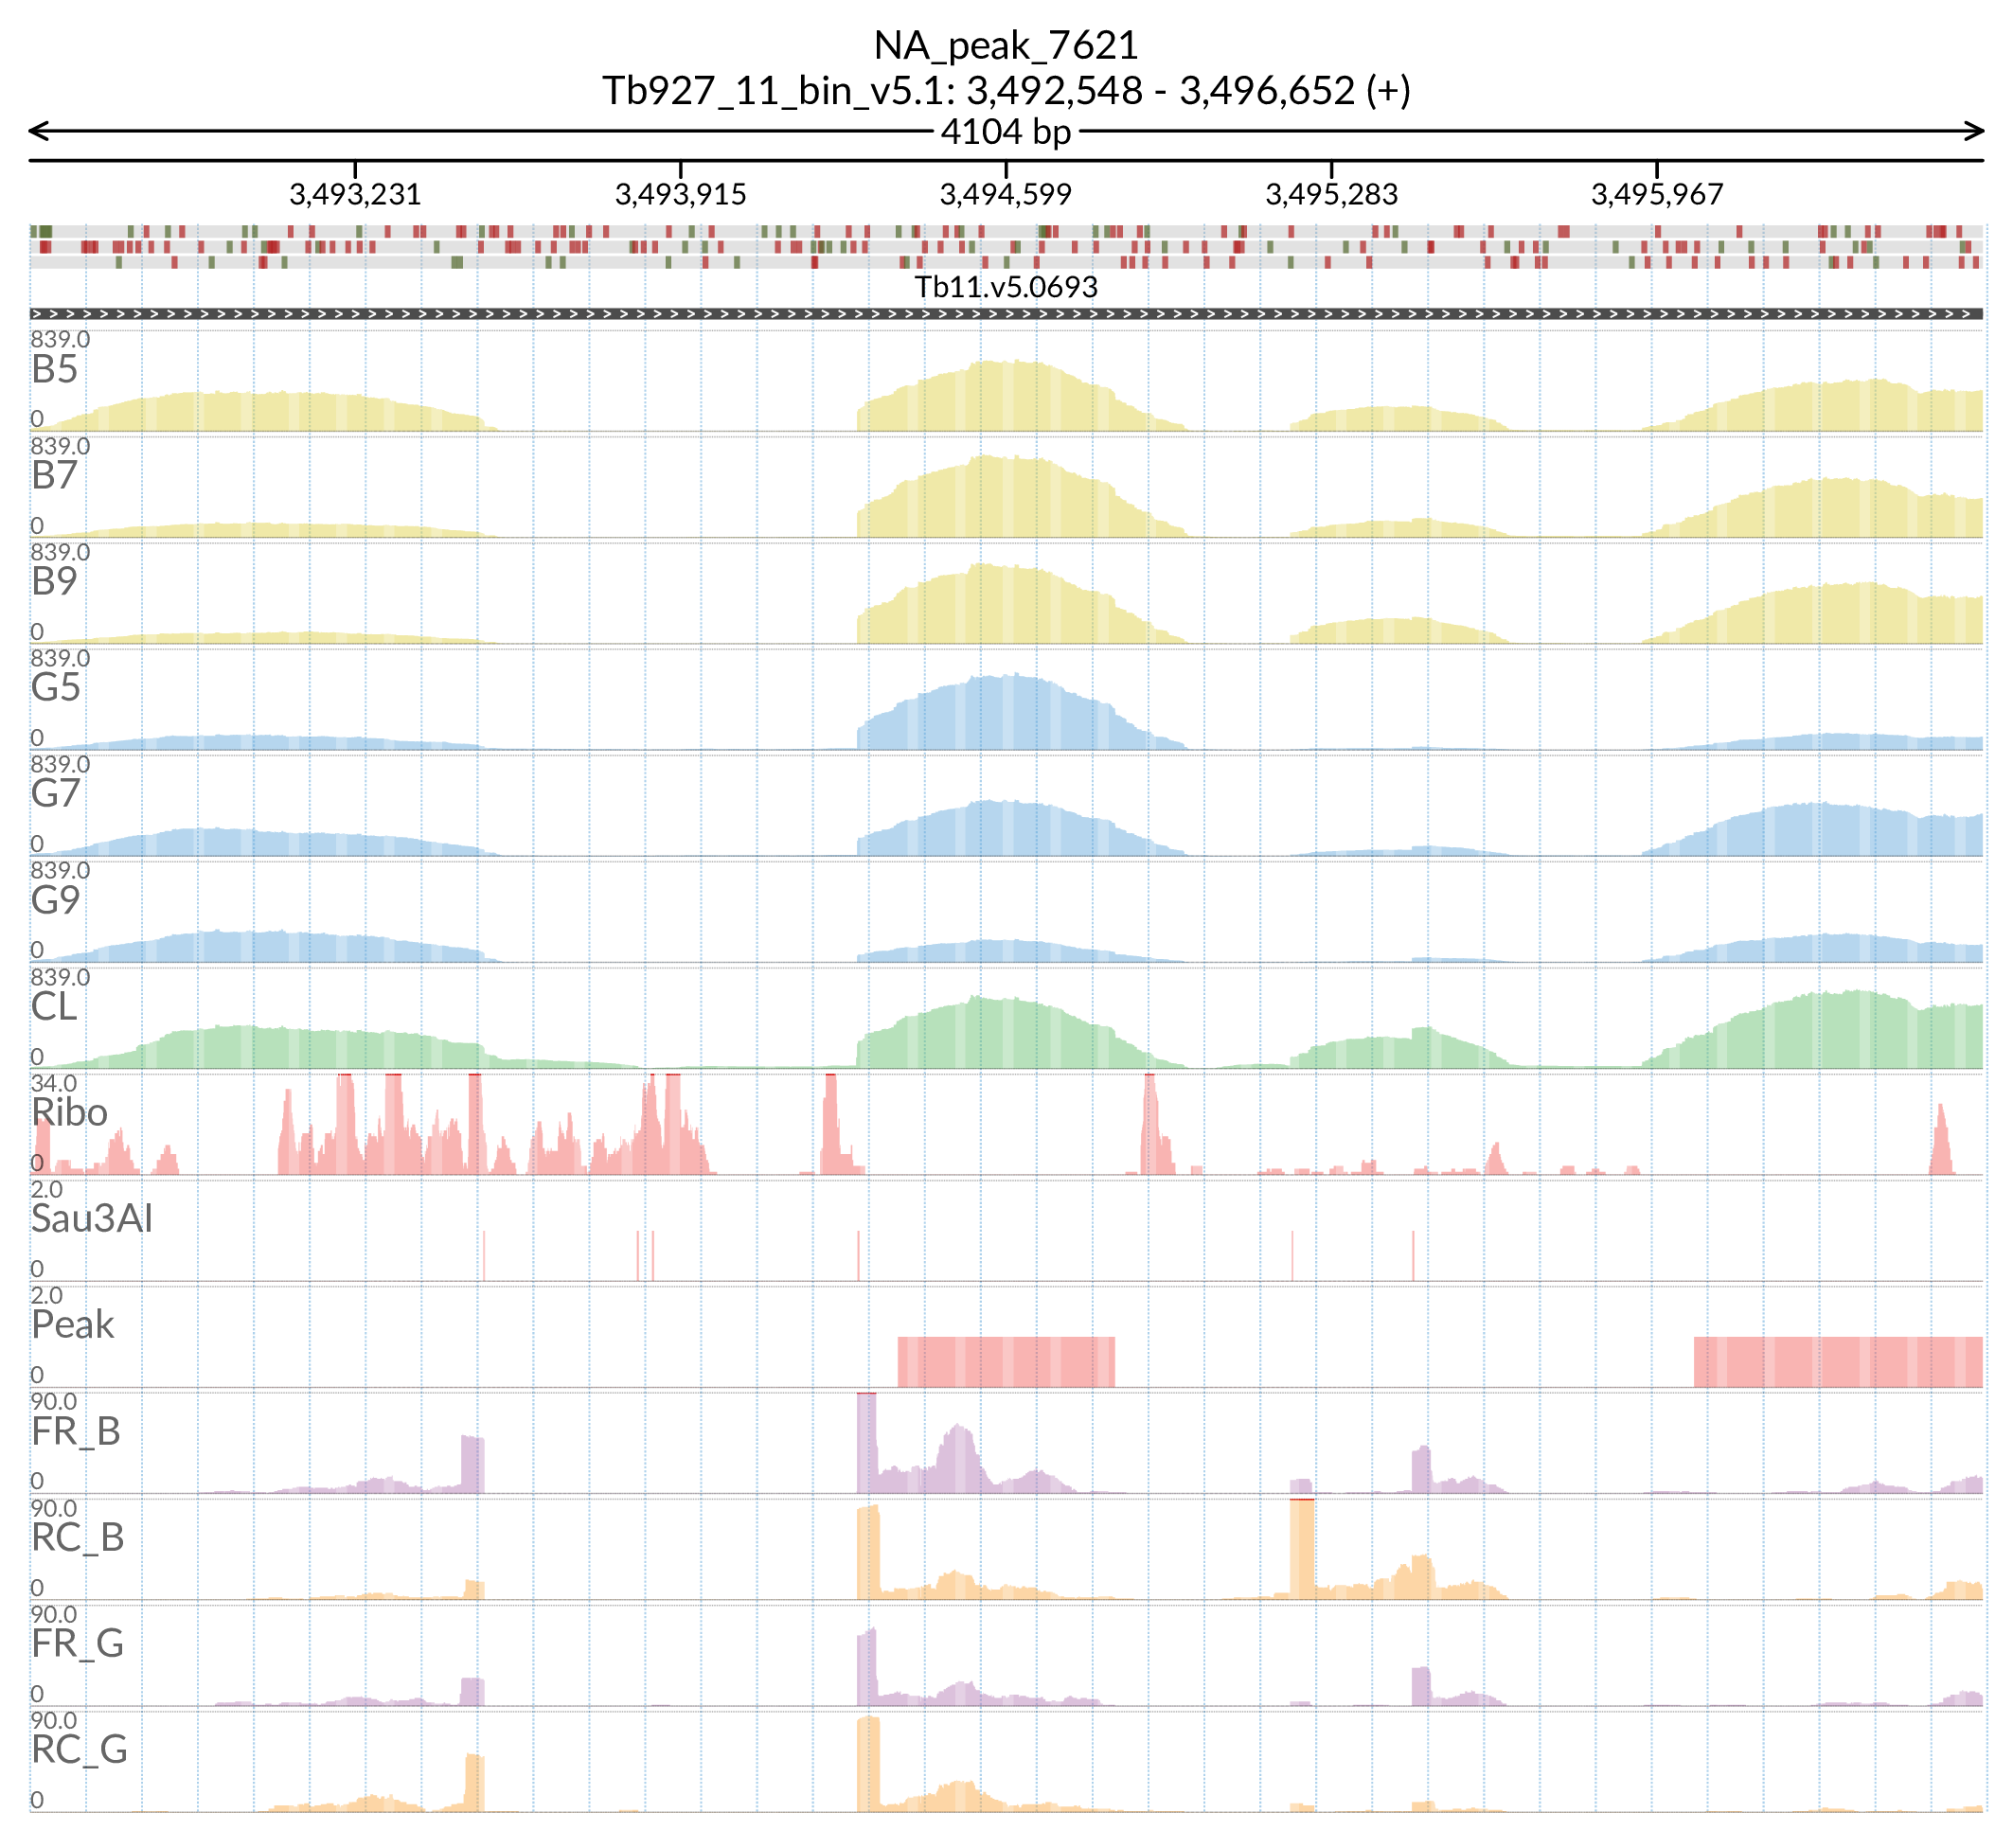 NA_peak_7621
Tb927_11_bin_v5.1: 3,492,548 - 3,496,652 (+)
4104 bp
3,493,231 3,493,915 3,494,599 3,495,283 3,495,967
Tb11.v5.0693
839.0
B5
0
839.0
B7
0
839.0
B9
0
839.0
G5
0
839.0
G7
0
839.0
G9
0
839.0
CL
0
34.0
Ribo
0
2.0
Sau3AI
0
2.0
Peak
0
90.0
FR_B
0
90.0
RC_B
0
90.0
FR_G
0
90.0
RC_G
0